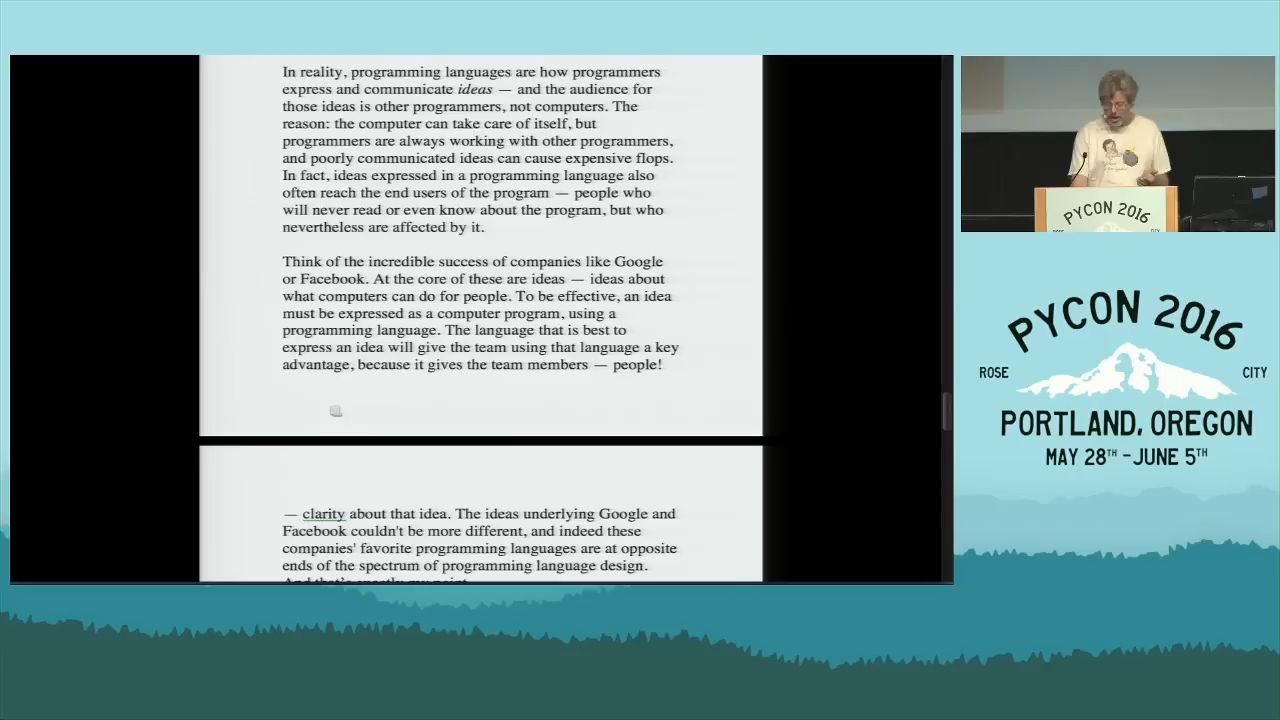 In reality, programming languages are how programmers
express and communicate ideas — and the audience for
those ideas is other programmers, not computers. The
reason: the computer can take care of itself, but
programmers are always working with other programmers,
and poorly communicated ideas can cause expensive flops.
In fact, ideas expressed in a programming language also
often reach the end users of the program — people who
will never read or even know about the program, but who
nevertheless are affected by it.
Think of the incredible success of companies like Google
or Facebook. At the core of these are ideas — ideas about
what computers can do for people. To be effective, an idea
must be expressed as a computer program, using a
programming language. The language that is best to
express an idea will give the team using that language a key
advantage, because it gives the team members — people!
— clarity about that idea. The ideas underlying Google and
Facebook couldn't be more different, and indeed these
companies' favorite programming languages are at opposite
ends of the spectrum of programming language design.
And that's exactly my point.
PYCON 2016
PYCON 2016
ROSE CITY
PORTLAND, OREGON
MAY 28TH - JUNE 5TH